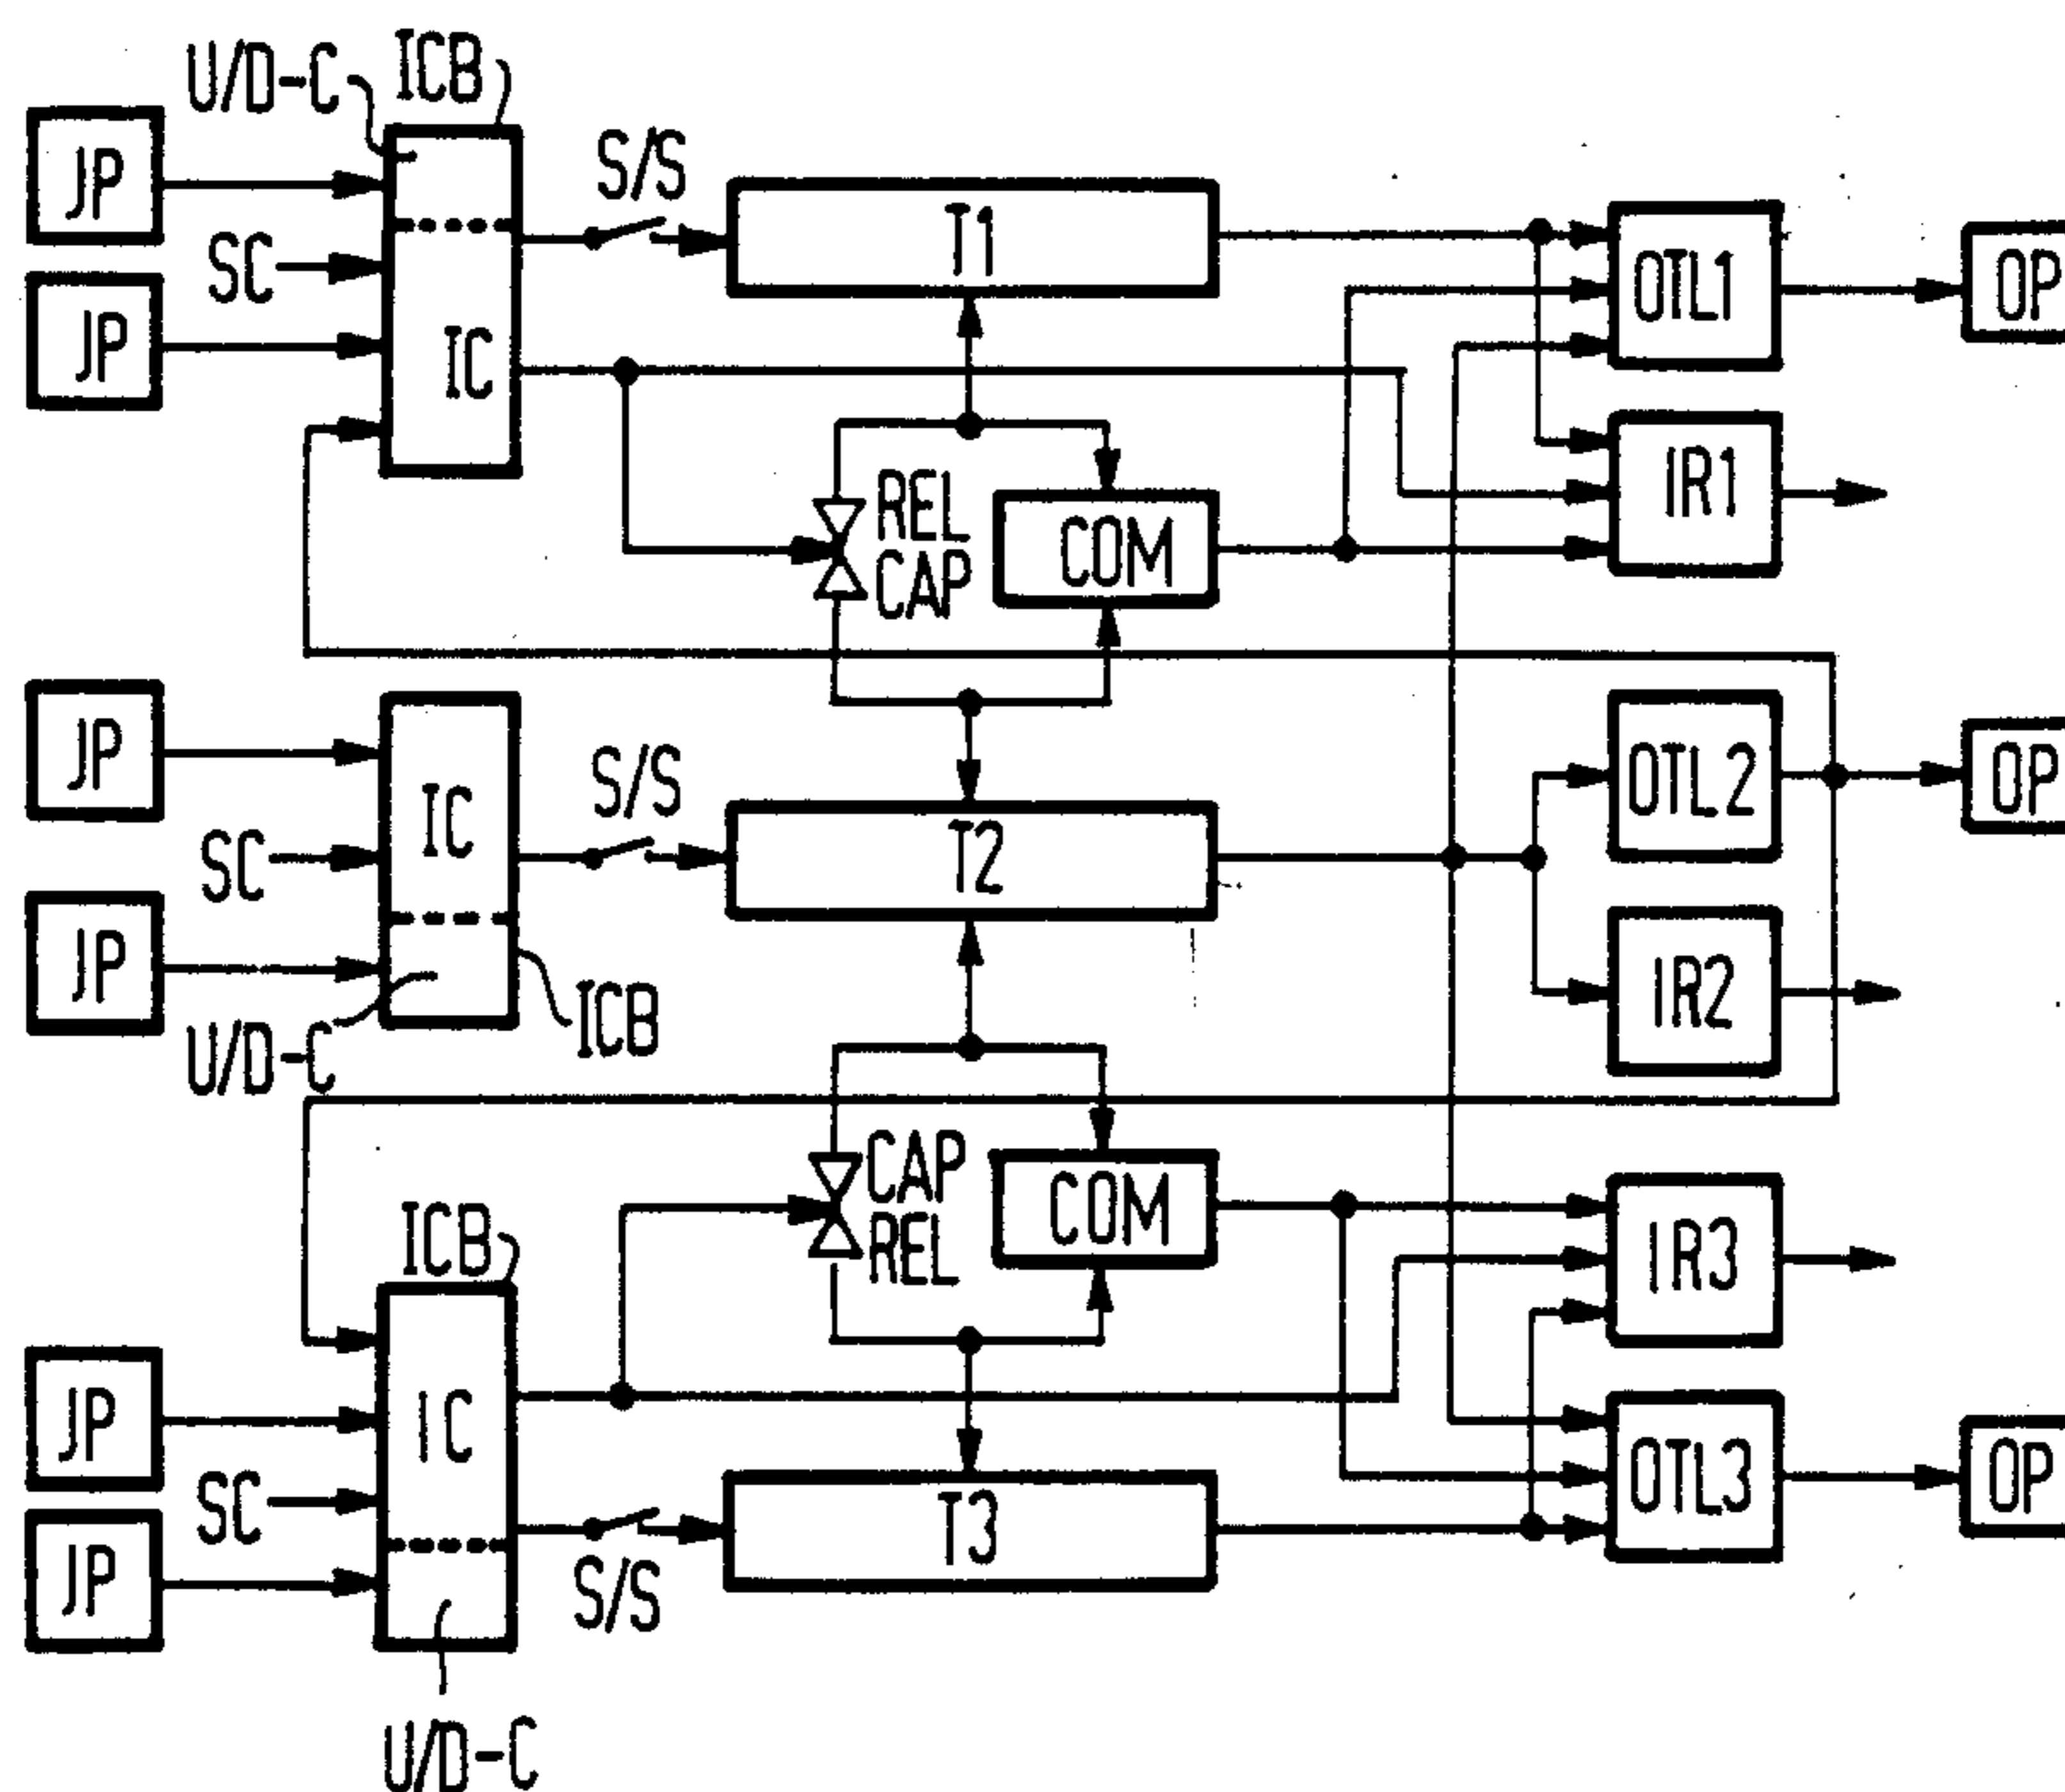 U/D-C
ICB
JP
S/S
T1
OTL1
OP
SC
JP
IC
REL
CAP
COM
IR1
JP
IC
S/S
T2
OTL2
OP
SC
JP
U/D-C
ICB
IR2
CAP
REL
COM
IR3
ICB
JP
IC
SC
JP
S/S
T3
OTL3
OP
U/D-C